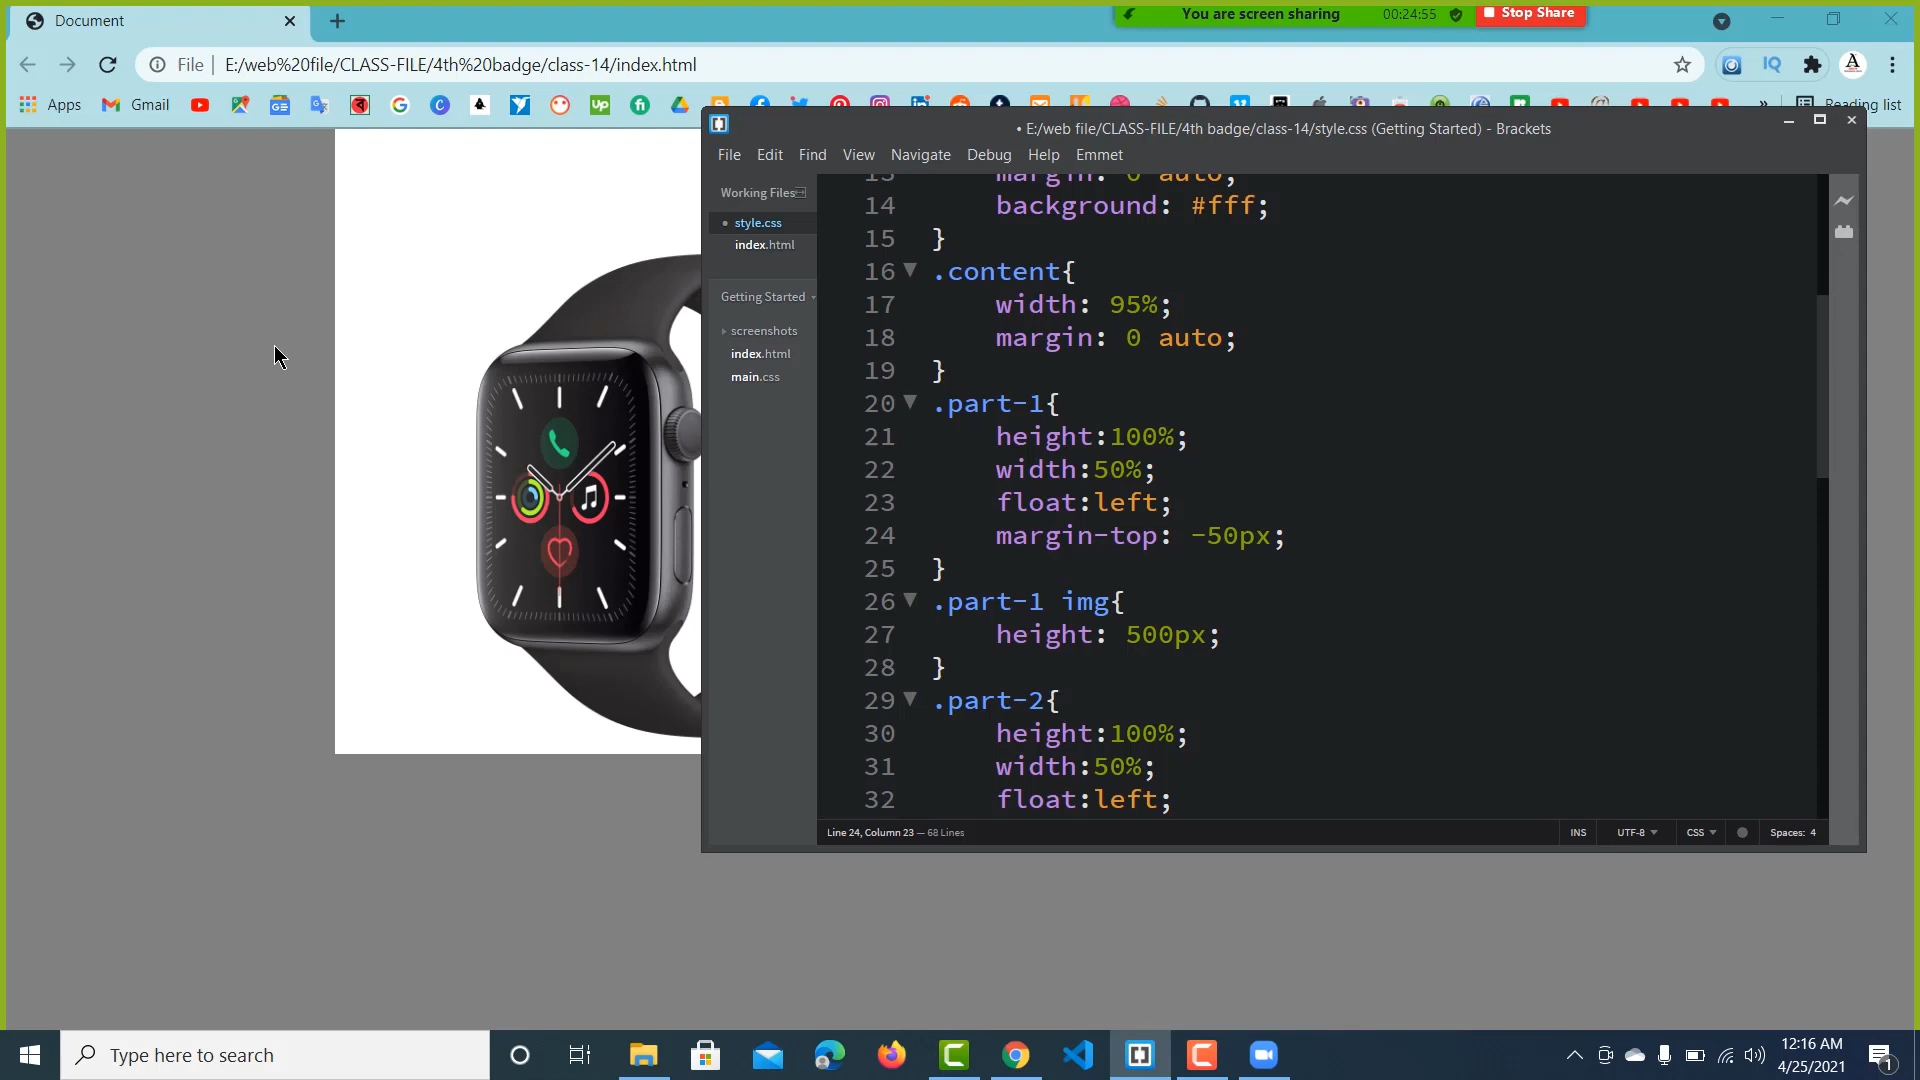 Document
You are screen sharing
00:24:55
Stop Share
File
E:/web%20file/CLASS-FILE/4th%20badge/class-14/index.html
Apps
Gmail
Reading list
• E:/web file/CLASS-FILE/4th badge/class-14/style.css (Getting Started) - Brackets
File Edit Find View Navigate Debug Help Emmet
Working Files
style.css
index.html
Getting Started
screenshots
index.html
main.css
13 margin: 0 auto;
14 background: #fff;
15 }
16 .content{
17 width: 95%;
18 margin: 0 auto;
19 }
20 .part-1{
21 height:100%;
22 width:50%;
23 float:left;
24 margin-top: -50px;
25 }
26 .part-1 img{
27 height: 500px;
28 }
29 .part-2{
30 height:100%;
31 width:50%;
32 float:left;
Line 24, Column 23 — 68 Lines
INS
UTF-8
CSS
Spaces: 4
Type here to search
12:16 AM
4/25/2021
1